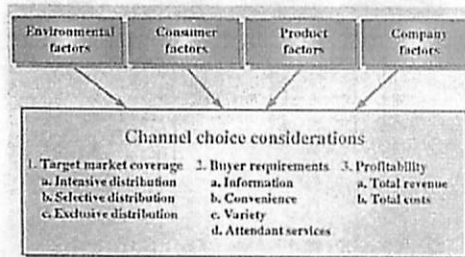 Environmental factors
Consumer factors
Product factors
Company factors
Channel choice considerations
1. Target market coverage
a. Intensive distribution
b. Selective distribution
c. Exclusive distribution
2. Buyer requirements
a. Information
b. Convenience
c. Variety
d. Attendant services
3. Profitability
a. Total revenue
b. Total costs